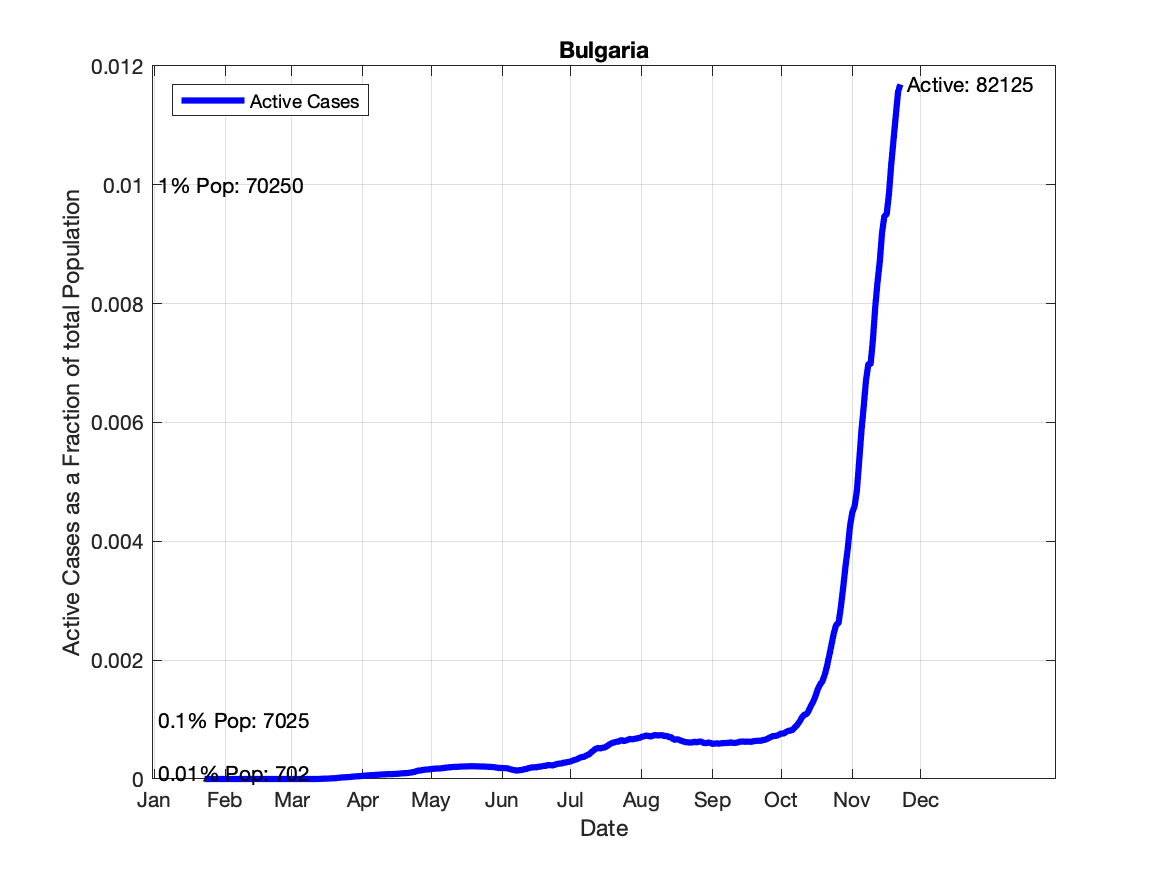 Bulgaria
0.012
Active Cases
Active: 82125
0.01
1% Pop: 70250
0.008
0.006
0.004
0.002
0.1% Pop: 7025
0.01% Pop: 702
0
Jan Feb Mar Apr May Jun Jul Aug Sep Oct Nov Dec
Date
Active Cases as a Fraction of total Population